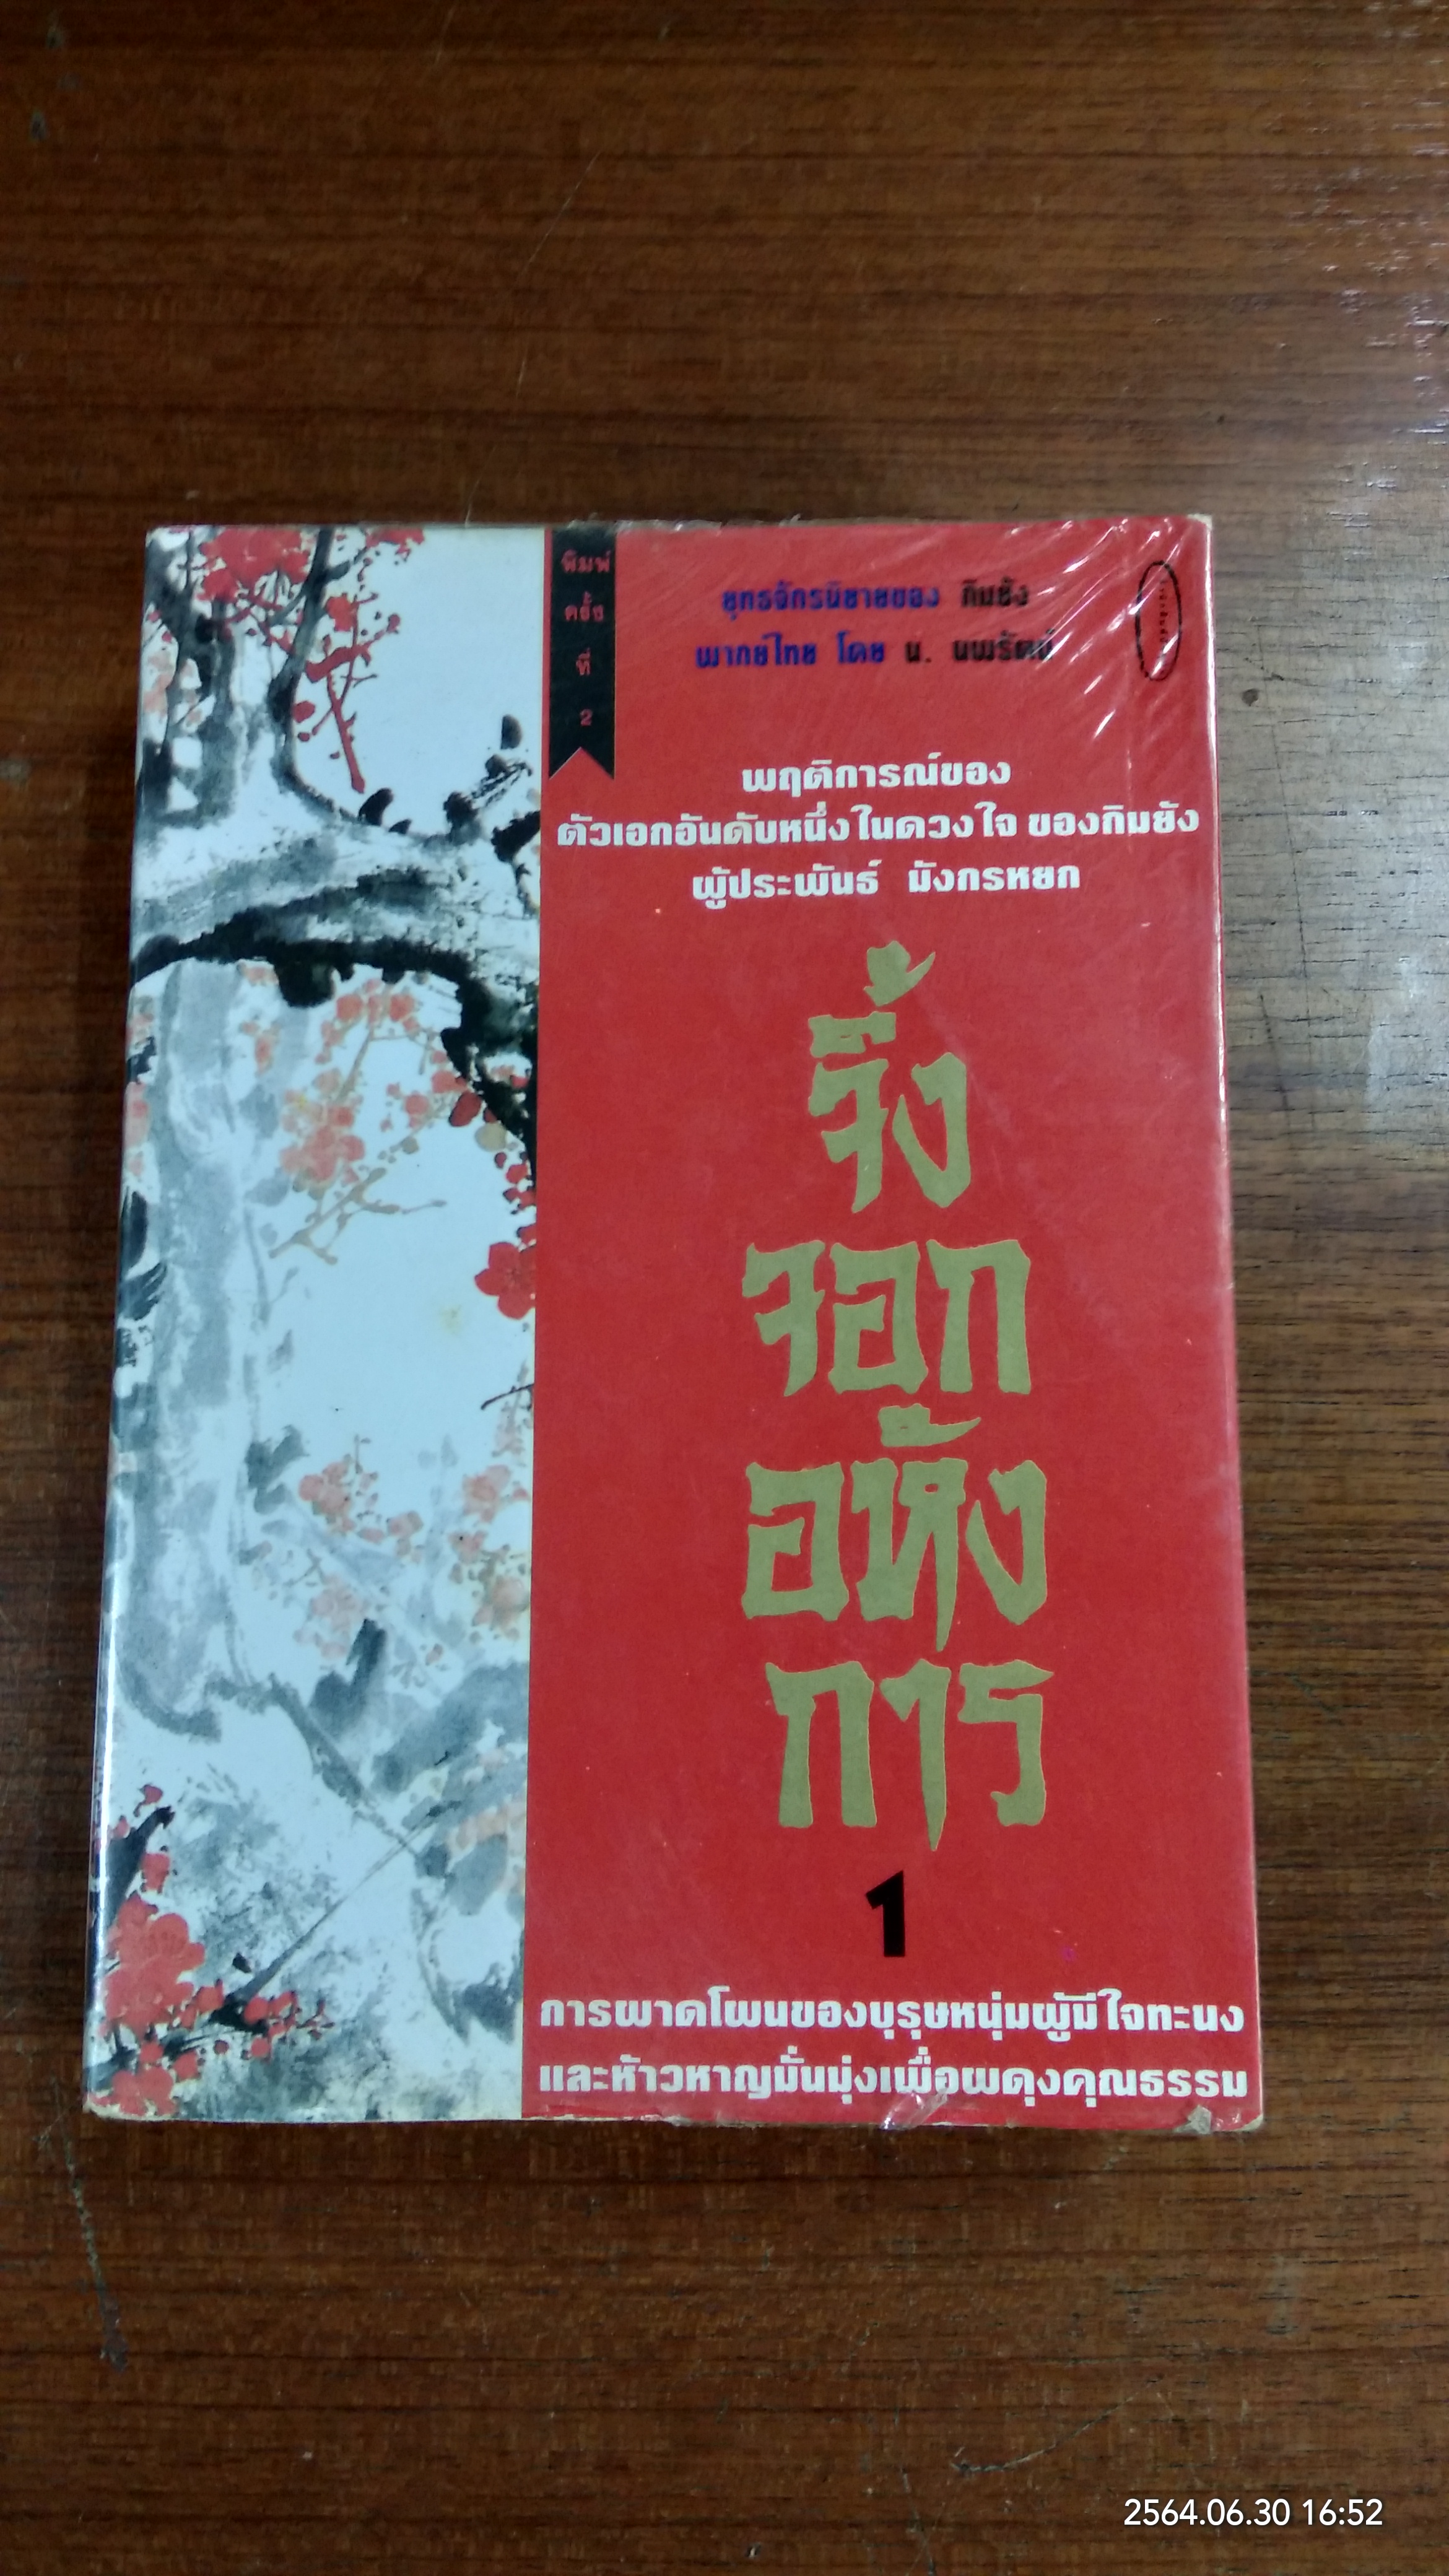 พิมพ์
ครั้ง
ที่
2
ยุทธจักรนิยายของ กิมย้ง
พากย์ไทย โดย น. นพรัตน์
พฤติการณ์ของ
ตัวเอกอันดับหนึ่งในดวงใจ ของกิมย้ง
ผู้ประพันธ์ มังกรหยก
จิ้ง
จอก
อหัง
การ
1
การผาดโผนของบุรุษหนุ่มผู้มีใจทะนง
และห้าวหาญมั่นมุ่งเพื่อผดุงคุณธรรม
2564.06.30 16:52